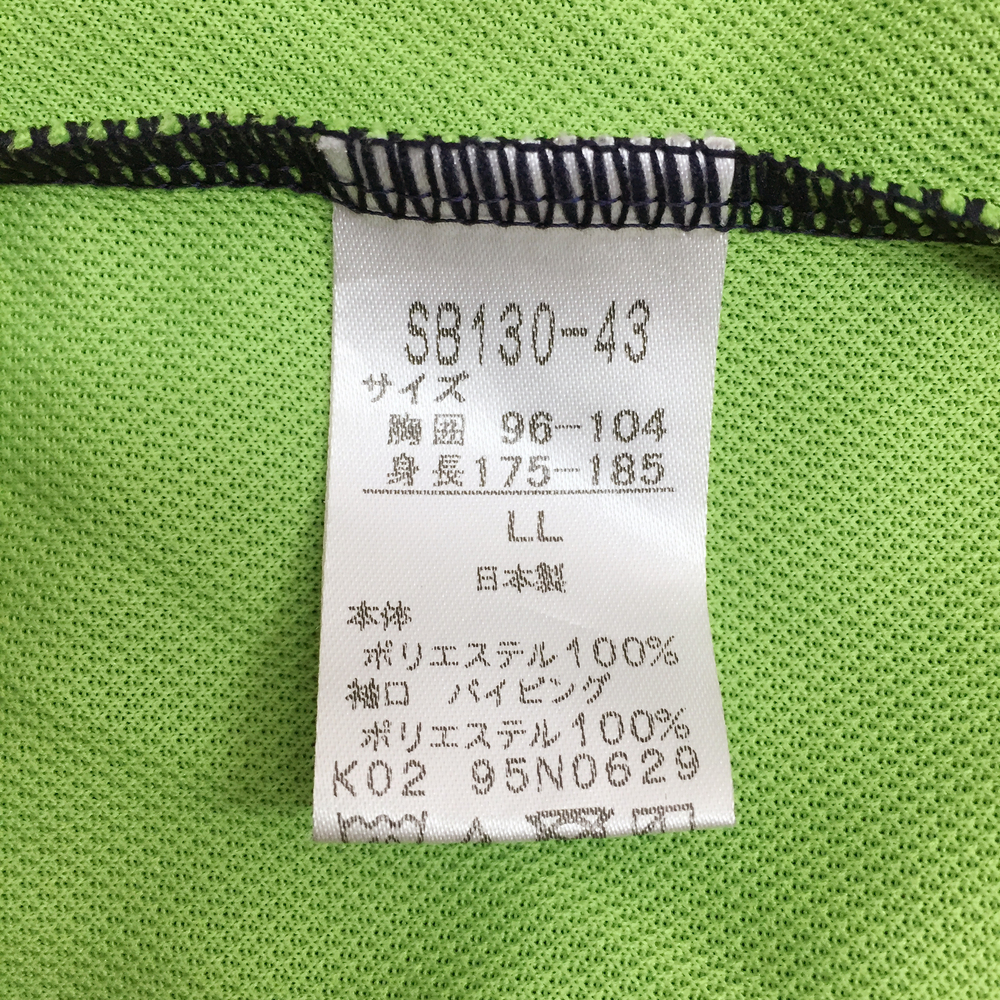 SB130-43
サイズ
胸囲 96-104
身長175-185
LL
日本製
本体
ポリエステル100%
袖口 パイピング
ポリエステル100%
K02 95N0629